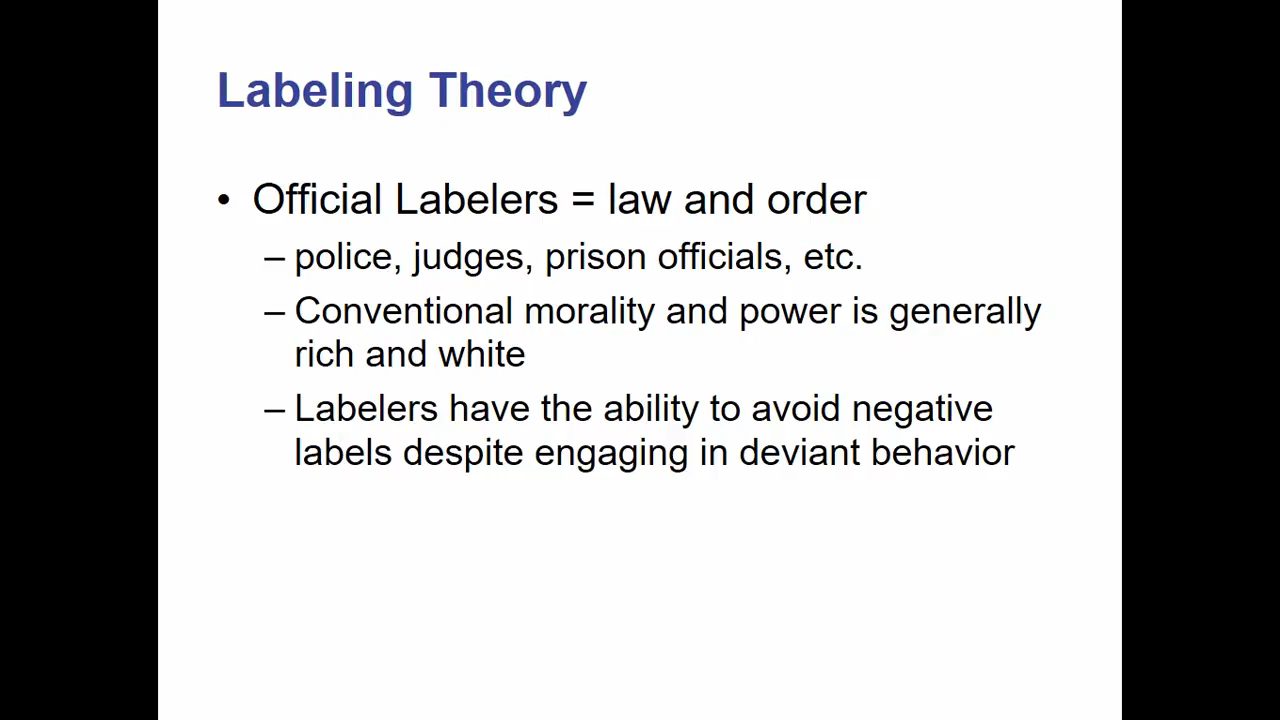 Labeling Theory
• Official Labelers = law and order
– police, judges, prison officials, etc.
– Conventional morality and power is generally
rich and white
– Labelers have the ability to avoid negative
labels despite engaging in deviant behavior